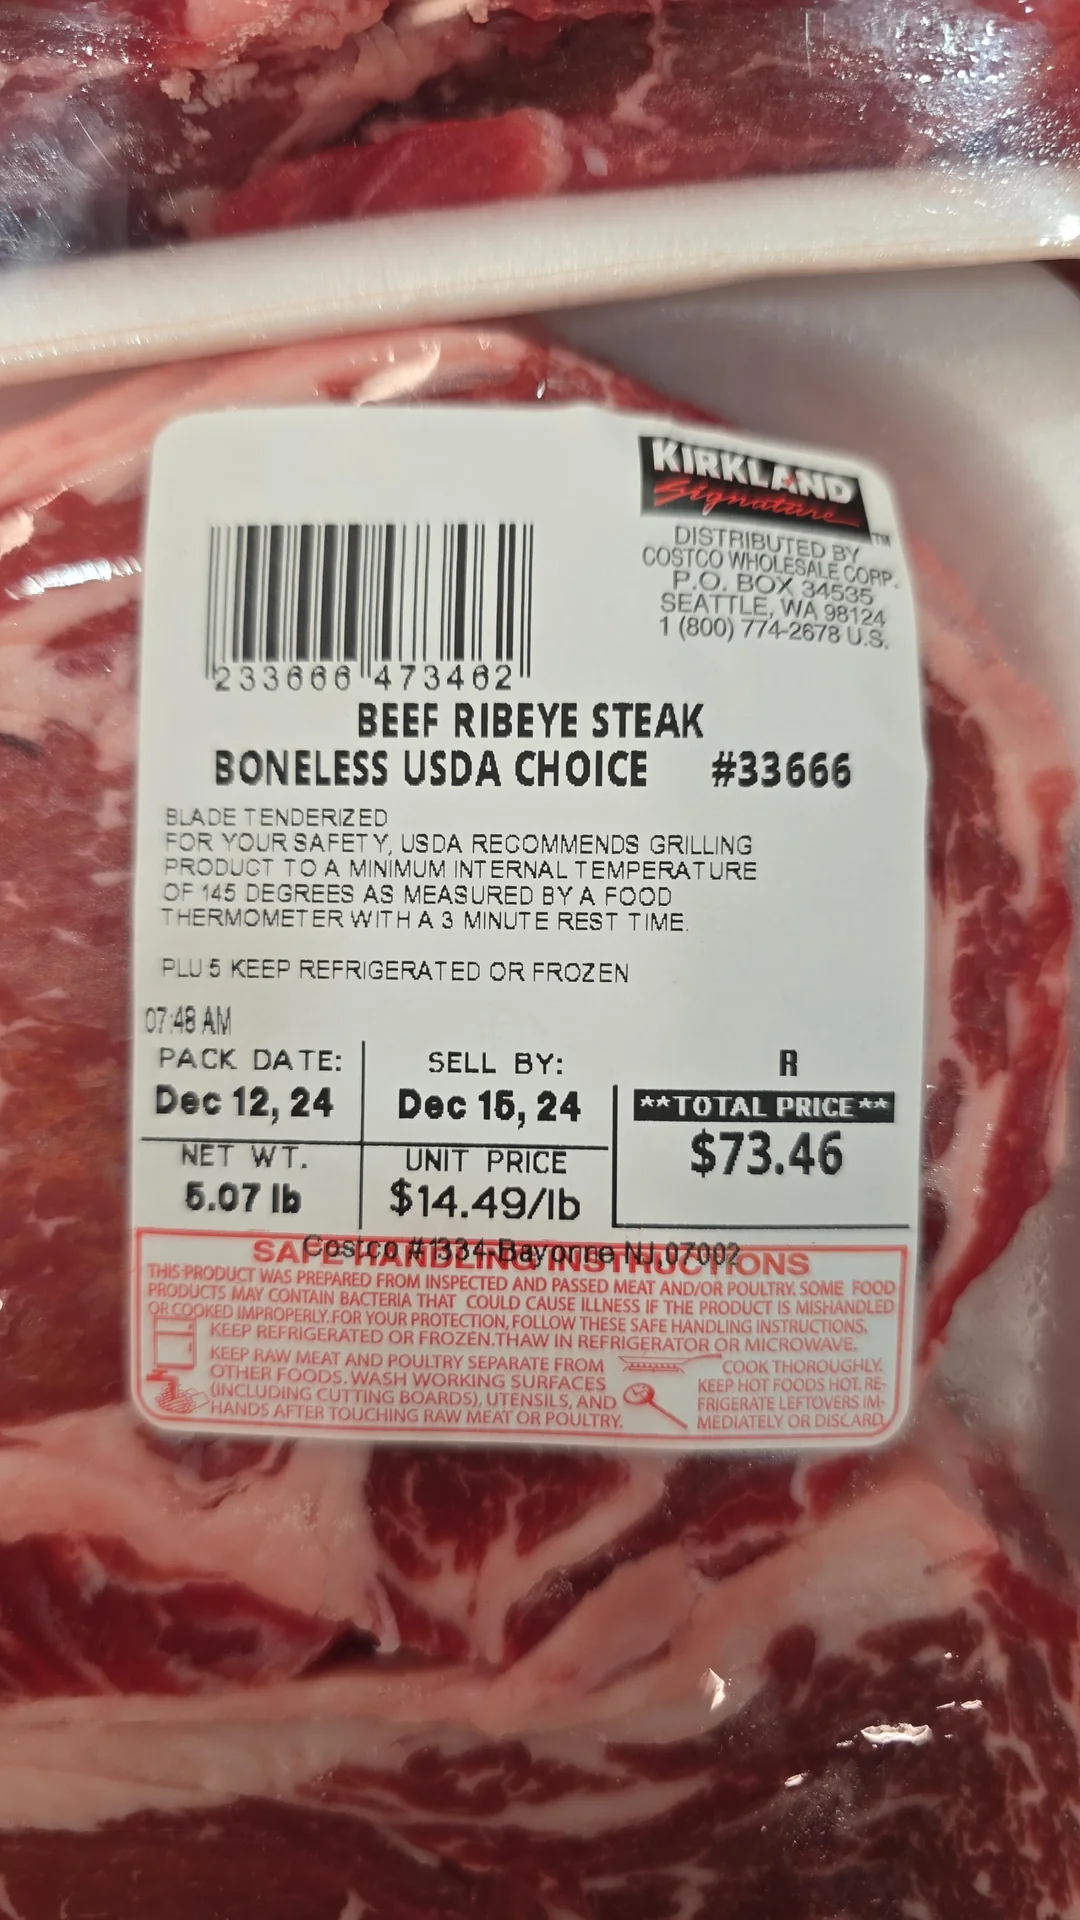 KIRKLAND
Signature™
DISTRIBUTED BY
COSTCO WHOLESALE CORP.
P.O. BOX 34535
SEATTLE, WA 98124
1 (800) 774-2678 U.S.
233666 473462
BEEF RIBEYE STEAK
BONELESS USDA CHOICE #33666
BLADE TENDERIZED
FOR YOUR SAFETY, USDA RECOMMENDS GRILLING
PRODUCT TO A MINIMUM INTERNAL TEMPERATURE
OF 145 DEGREES AS MEASURED BY A FOOD
THERMOMETER WITH A 3 MINUTE REST TIME.
PLU 5 KEEP REFRIGERATED OR FROZEN
07:48 AM
PACK DATE:
Dec 12, 24
SELL BY:
Dec 15, 24
R
**TOTAL PRICE**
$73.46
NET WT.
5.07 lb
UNIT PRICE
$14.49/lb
Costco #1334-Bayonne NJ,07002
SAFE HANDLING INSTRUCTIONS
THIS PRODUCT WAS PREPARED FROM INSPECTED AND PASSED MEAT AND/OR POULTRY. SOME FOOD
PRODUCTS MAY CONTAIN BACTERIA THAT COULD CAUSE ILLNESS IF THE PRODUCT IS MISHANDLED
OR COOKED IMPROPERLY. FOR YOUR PROTECTION, FOLLOW THESE SAFE HANDLING INSTRUCTIONS.
KEEP REFRIGERATED OR FROZEN. THAW IN REFRIGERATOR OR MICROWAVE.
KEEP RAW MEAT AND POULTRY SEPARATE FROM
OTHER FOODS. WASH WORKING SURFACES
(INCLUDING CUTTING BOARDS), UTENSILS, AND
HANDS AFTER TOUCHING RAW MEAT OR POULTRY.
COOK THOROUGHLY.
KEEP HOT FOODS HOT. RE-
FRIGERATE LEFTOVERS IM-
MEDIATELY OR DISCARD.